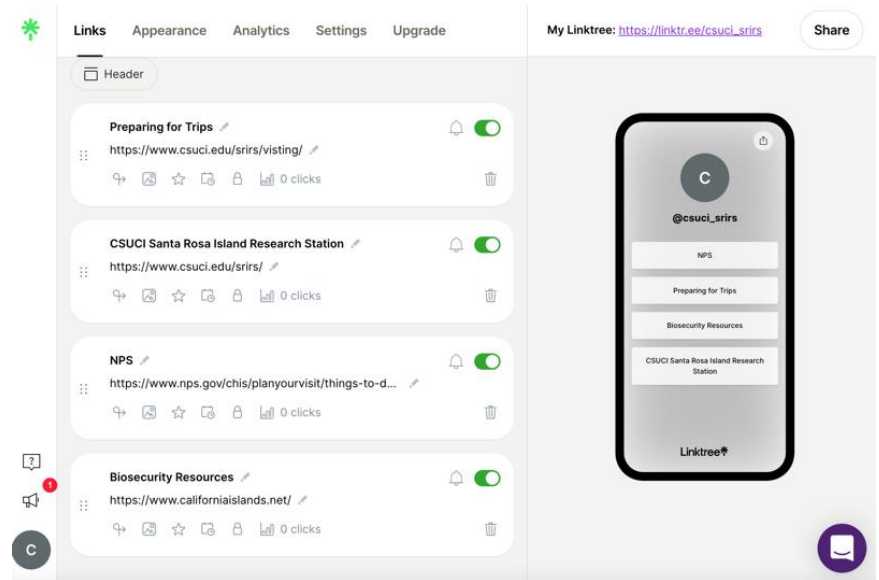 Links Appearance Analytics Settings Upgrade
My Linktree: https://linktr.ee/csuci_srirs
Share
Header
Preparing for Trips
https://www.csuci.edu/srirs/visting/
0 clicks
CSUCI Santa Rosa Island Research Station
https://www.csuci.edu/srirs/
0 clicks
NPS
https://www.nps.gov/chis/planyourvisit/things-to-d...
0 clicks
Biosecurity Resources
https://www.californiaislands.net/
0 clicks
?
1
C
C
@csuci_srirs
NPS
Preparing for Trips
Biosecurity Resources
CSUCI Santa Rosa Island Research
Station
Linktree